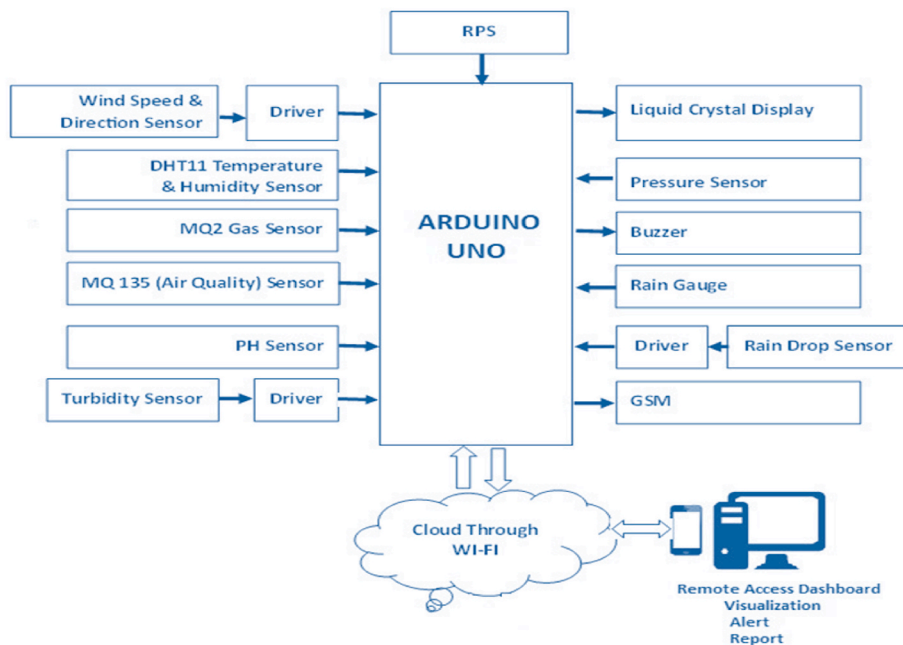 RPS
Wind Speed &
Direction Sensor
Driver
DHT11 Temperature
& Humidity Sensor
MQ2 Gas Sensor
MQ 135 (Air Quality) Sensor
PH Sensor
Turbidity Sensor
Driver
ARDUINO
UNO
Liquid Crystal Display
Pressure Sensor
Buzzer
Rain Gauge
Driver
Rain Drop Sensor
GSM
Cloud Through
WI-FI
Remote Access Dashboard
Visualization
Alert
Report